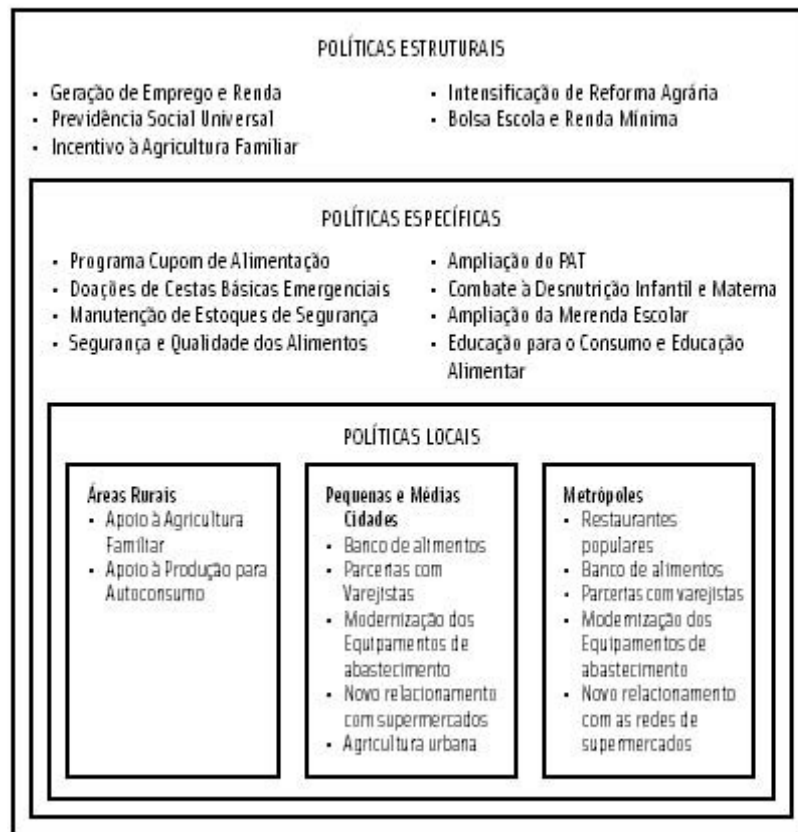 POLÍTICAS ESTRUTURAIS
• Geração de Emprego e Renda
• Previdência Social Universal
• Incentivo à Agricultura Familiar
• Intensificação de Reforma Agrária
• Bolsa Escola e Renda Mínima
POLÍTICAS ESPECÍFICAS
• Programa Cupom de Alimentação
• Doações de Cestas Básicas Emergenciais
• Manutenção de Estoques de Segurança
• Segurança e Qualidade dos Alimentos
• Ampliação do PAT
• Combate à Desnutrição Infantil e Materna
• Ampliação da Merenda Escolar
• Educação para o Consumo e Educação
Alimentar
POLÍTICAS LOCAIS
Áreas Rurais
• Apoio à Agricultura
Familiar
• Apoio à Produção para
Autoconsumo
Pequenas e Médias
Cidades
• Banco de alimentos
• Parcerias com
Varejistas
• Modernização dos
Equipamentos de
abastecimento
• Novo relacionamento
com supermercados
• Agricultura urbana
Metrópoles
• Restaurantes
populares
• Banco de alimentos
• Parcerias com varejistas
• Modernização dos
Equipamentos de
abastecimento
• Novo relacionamento
com as redes de
supermercados